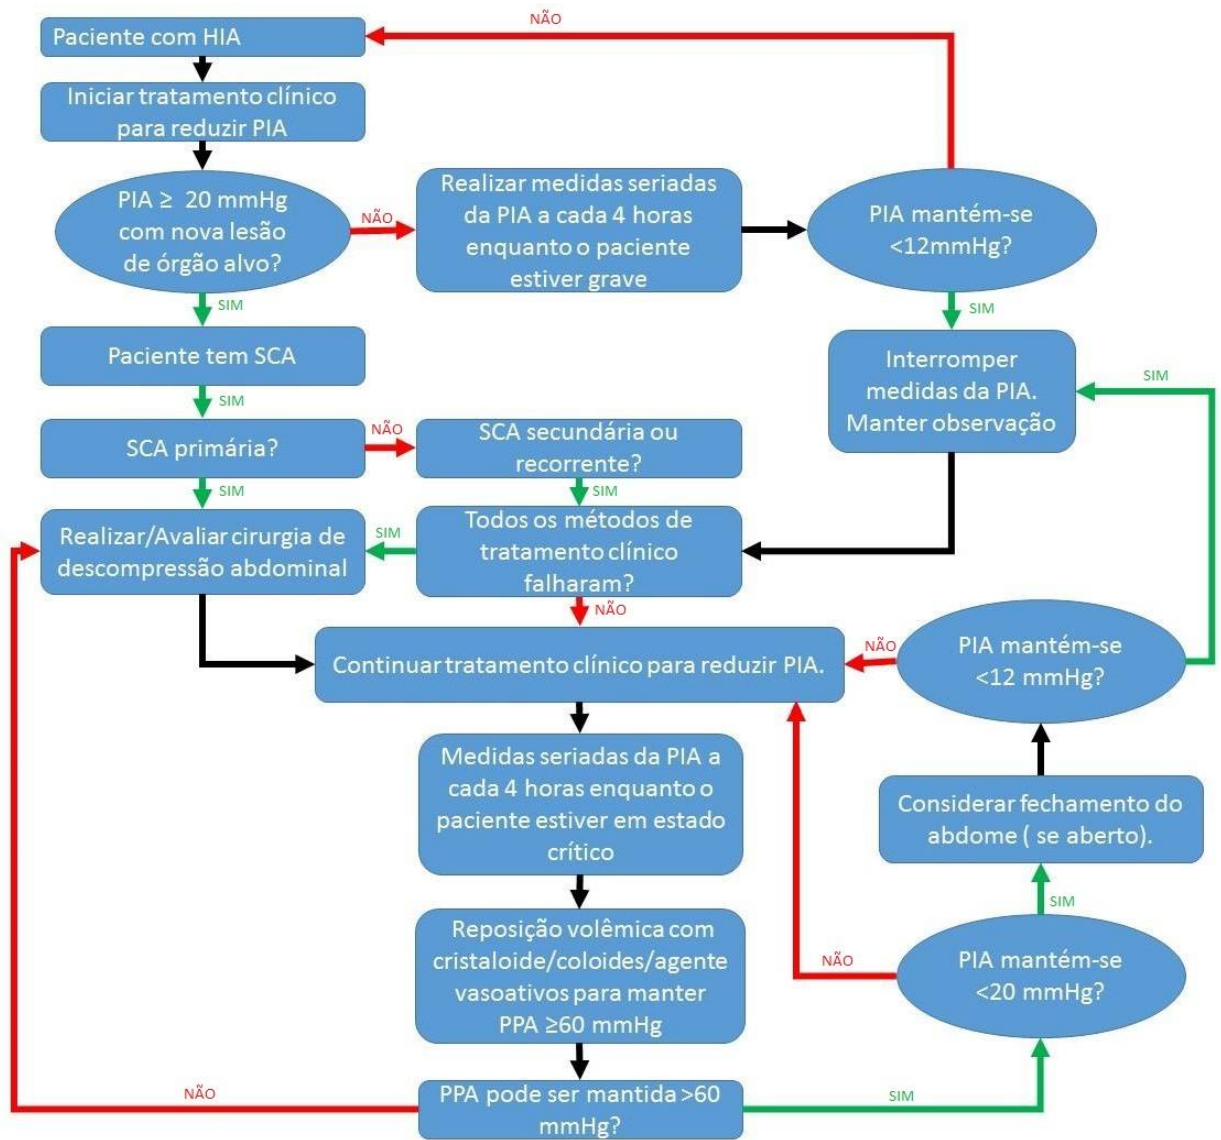 NÃO
Paciente com HIA
Iniciar tratamento clínico
para reduzir PIA
PIA ≥ 20 mmHg
com nova lesão
de órgão alvo?
NÃO
Realizar medidas seriadas
da PIA a cada 4 horas
enquanto o paciente
estiver grave
PIA mantém-se
<12mmHg?
SIM
SIM
Paciente tem SCA
Interromper
medidas da PIA.
Manter observação
SIM
SIM
SCA primária?
NÃO
SCA secundária ou
recorrente?
SIM
SIM
Realizar/Avaliar cirurgia de
descompressão abdominal
SIM
Todos os métodos de
tratamento clínico
falharam?
NÃO
Continuar tratamento clínico para reduzir PIA.
NÃO
PIA mantém-se
<12 mmHg?
Medidas seriadas da PIA a
cada 4 horas enquanto o
paciente estiver em estado
crítico
Considerar fechamento do
abdome ( se aberto).
SIM
Reposição volêmica com
cristaloide/coloides/agente
vasoativos para manter
PPA ≥60 mmHg
NÃO
PIA mantém-se
<20 mmHg?
NÃO
PPA pode ser mantida >60
mmHg?
SIM